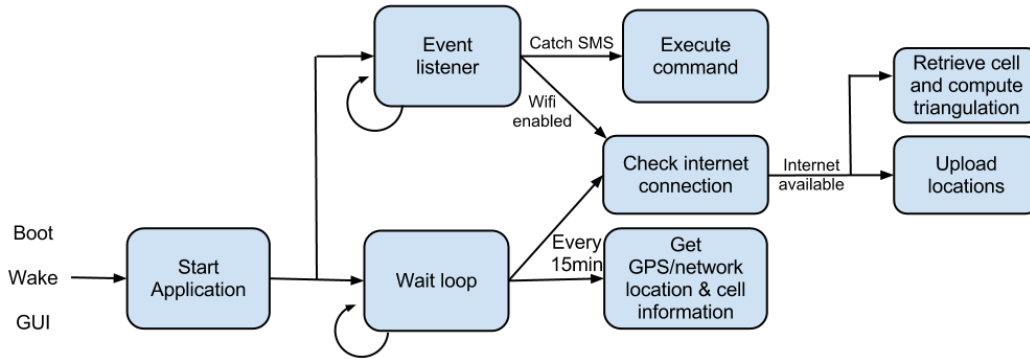 Event
listener
Catch SMS
Execute
command
Retrieve cell
and compute
triangulation
Wifi
enabled
Check internet
connection
Internet
available
Upload
locations
Boot
Wake
GUI
Start
Application
Wait loop
Every
15min
Get
GPS/network
location & cell
information